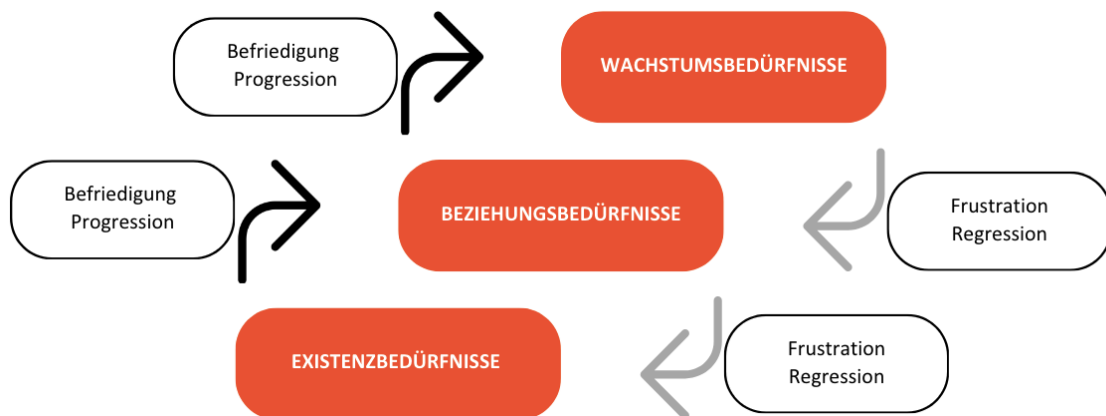 Befriedigung
Progression
WACHSTUMSBEDÜRFNISSE
Befriedigung
Progression
BEZIEHUNGSBEDÜRFNISSE
Frustration
Regression
EXISTENZBEDÜRFNISSE
Frustration
Regression